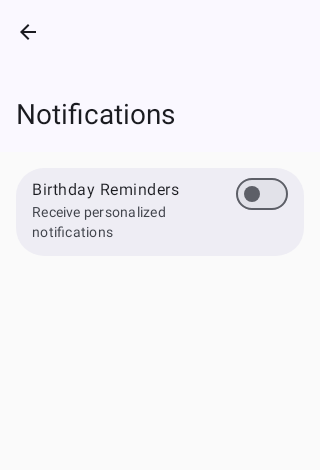 Notifications
Birthday Reminders
Receive personalized
notifications